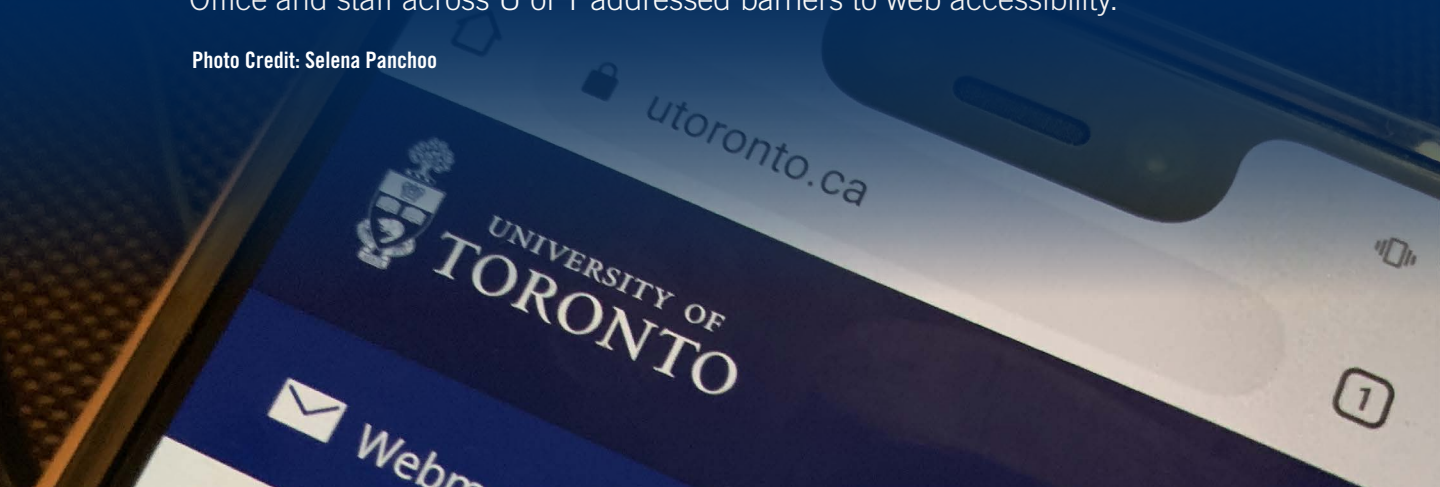 Office and staff across U of T addressed barriers to web accessibility.
Photo Credit: Selena Panchoo
utoronto.ca
UNIVERSITY OF
TORONTO
1
Webm